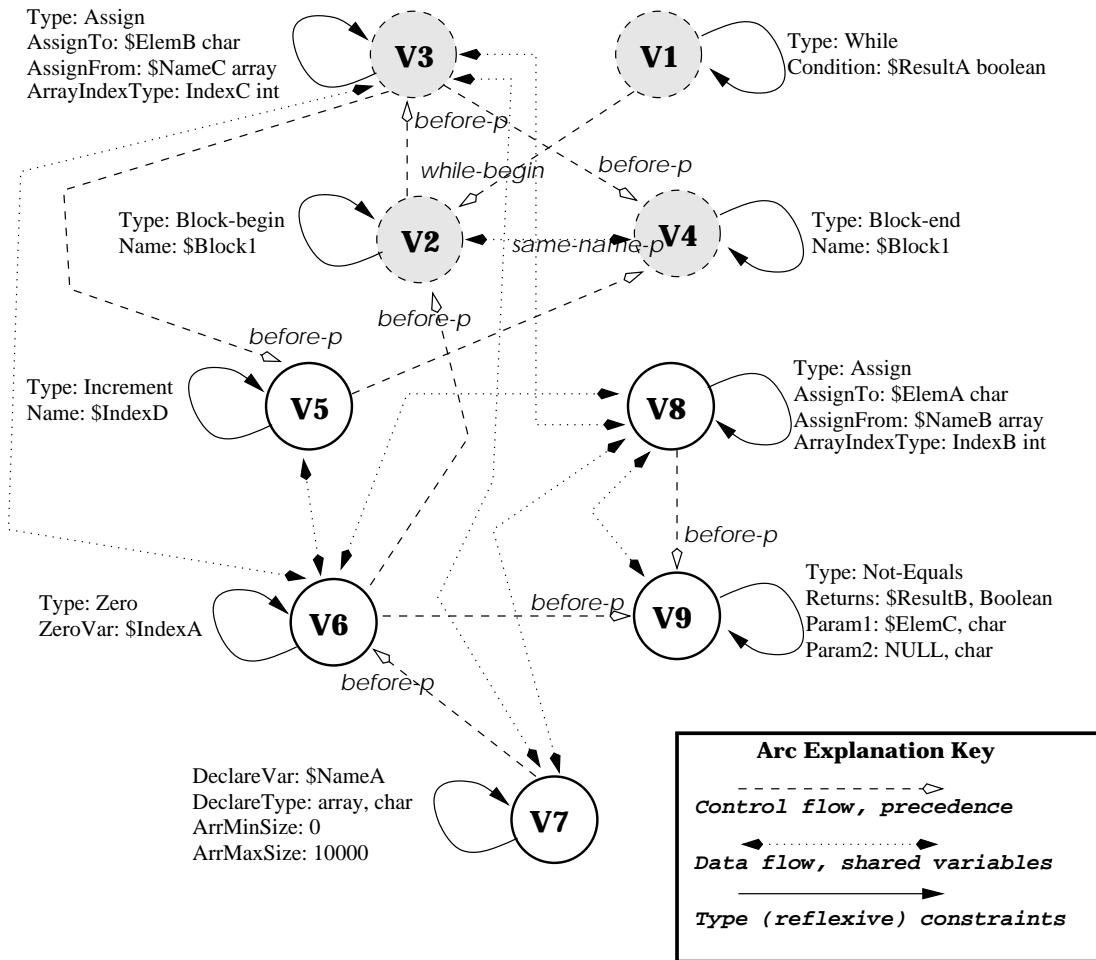 Type: Assign
AssignTo: $ElemB char
AssignFrom: $NameC array
ArrayIndexType: IndexC int
V3
V1
Type: While
Condition: $ResultA boolean
before-p
while-begin
before-p
Type: Block-begin
Name: $Block1
V2
same-name-p
V4
Type: Block-end
Name: $Block1
before-p
before-p
Type: Increment
Name: $IndexD
V5
V8
Type: Assign
AssignTo: $ElemA char
AssignFrom: $NameB array
ArrayIndexType: IndexB int
before-p
Type: Zero
ZeroVar: $IndexA
V6
before-p
V9
Type: Not-Equals
Returns: $ResultB, Boolean
Param1: $ElemC, char
Param2: NULL, char
before-p
DeclareVar: $NameA
DeclareType: array, char
ArrMinSize: 0
ArrMaxSize: 10000
V7
Arc Explanation Key
Control flow, precedence
Data flow, shared variables
Type (reflexive) constraints